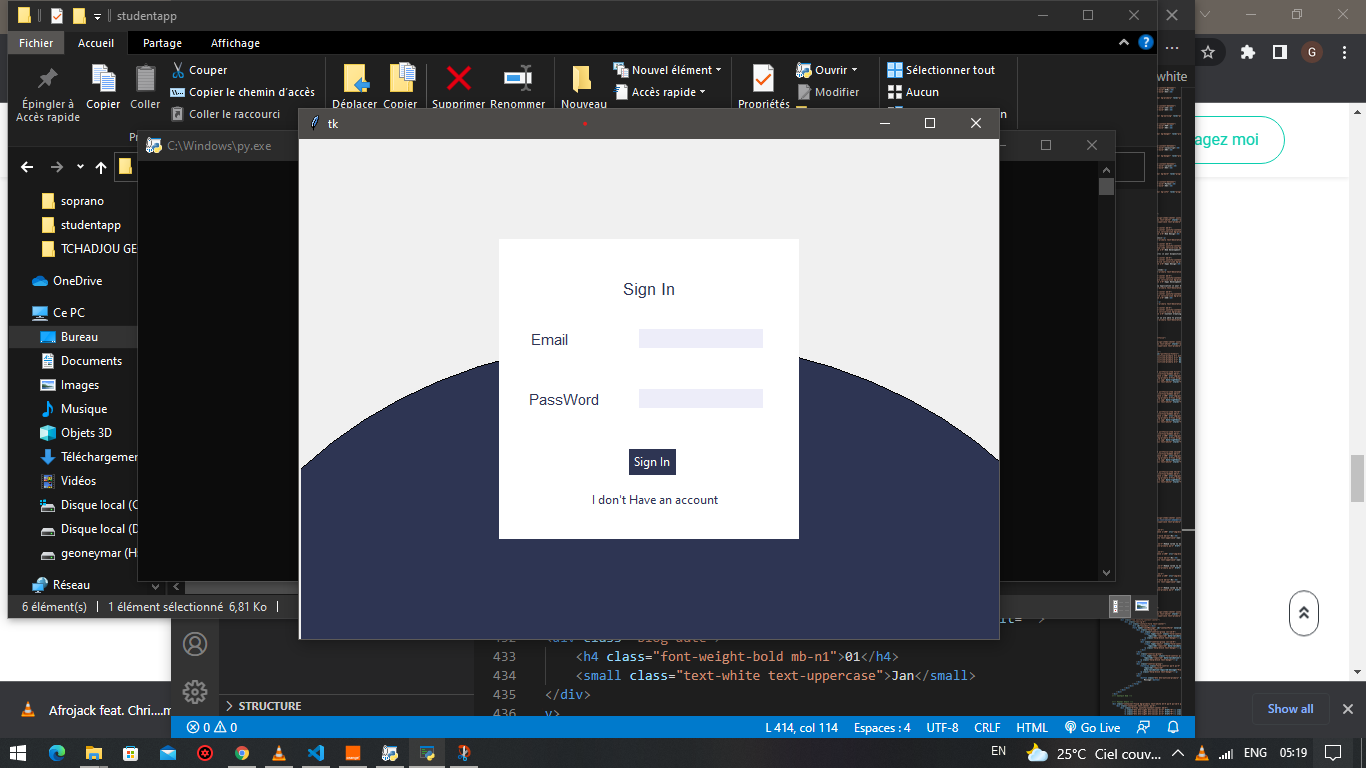 studentapp
Fichier Accueil Partage Affichage
Couper
Copier le chemin d'accès
Coller le raccourci
Épingler à
Accès rapide
Copier
Coller
Déplacer
Copier
Supprimer
Renommer
Nouveau
Nouvel élément
Accès rapide
Propriétés
Ouvrir
Modifier
Sélectionner tout
Aucun
white
G
agez moi
tk
C:\Windows\py.exe
soprano
studentapp
TCHADJOU GE
OneDrive
Ce PC
Bureau
Documents
Images
Musique
Objets 3D
Téléchargemer
Vidéos
Disque local (C
Disque local (D
geoneymar (H
Réseau
Sign In
Email
PassWord
Sign In
I don't Have an account
6 élément(s) 1 élément sélectionné 6,81 Ko
433 <h4 class="font-weight-bold mb-n1">01</h4>
434 <small class="text-white text-uppercase">Jan</small>
435 </div>
436
STRUCTURE
0 0 L 414, col 114 Espaces : 4 UTF-8 CRLF HTML Go Live
Afrojack feat. Chri....m
Show all
EN 25°C Ciel couv... ENG 05:19